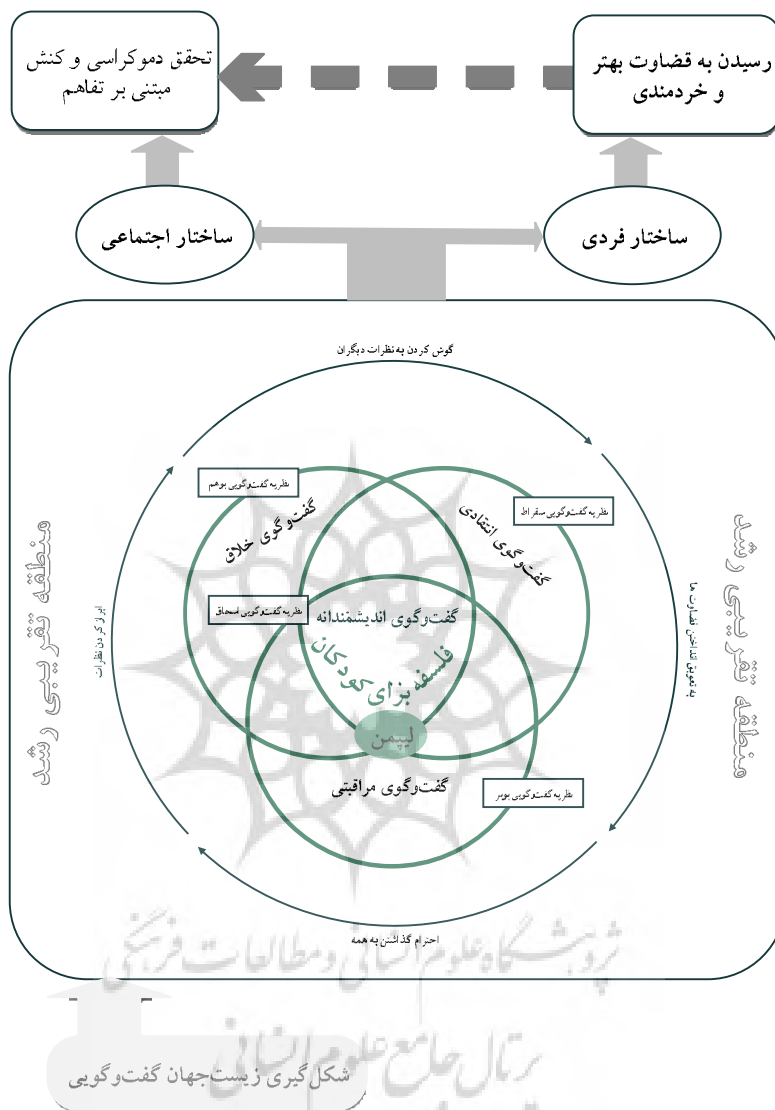 رسیدن به قضاوت بهتر
و خردمندی
تحقق دموکراسی و کنش
مبتنی بر تفاهم
ساختار فردی
ساختار اجتماعی
گوش کردن به نظرات دیگران
نظریه گفت‌وگویی بوهم
گفت‌وگوی خلاق
نظریه گفت‌وگویی سقراط
گفت‌وگوی انتقادی
منطقه تقریبی رشد
به تعویق انداختن قضاوت ها
منطقه تقریبی رشد
ابراز کردن نظرات
نظریه گفت‌وگویی اسحاق
گفت‌وگوی اندیشمندانه
فلسفه برای کودکان
لیپمن
گفت‌وگوی مراقبتی
نظریه گفت‌وگویی بوبر
احترام گذاشتن به همه
پژوهشگاه علوم انسانی و مطالعات فرهنگی
پرتال جامع علوم انسانی
شکل‌گیری زیست‌جهان گفت‌وگویی